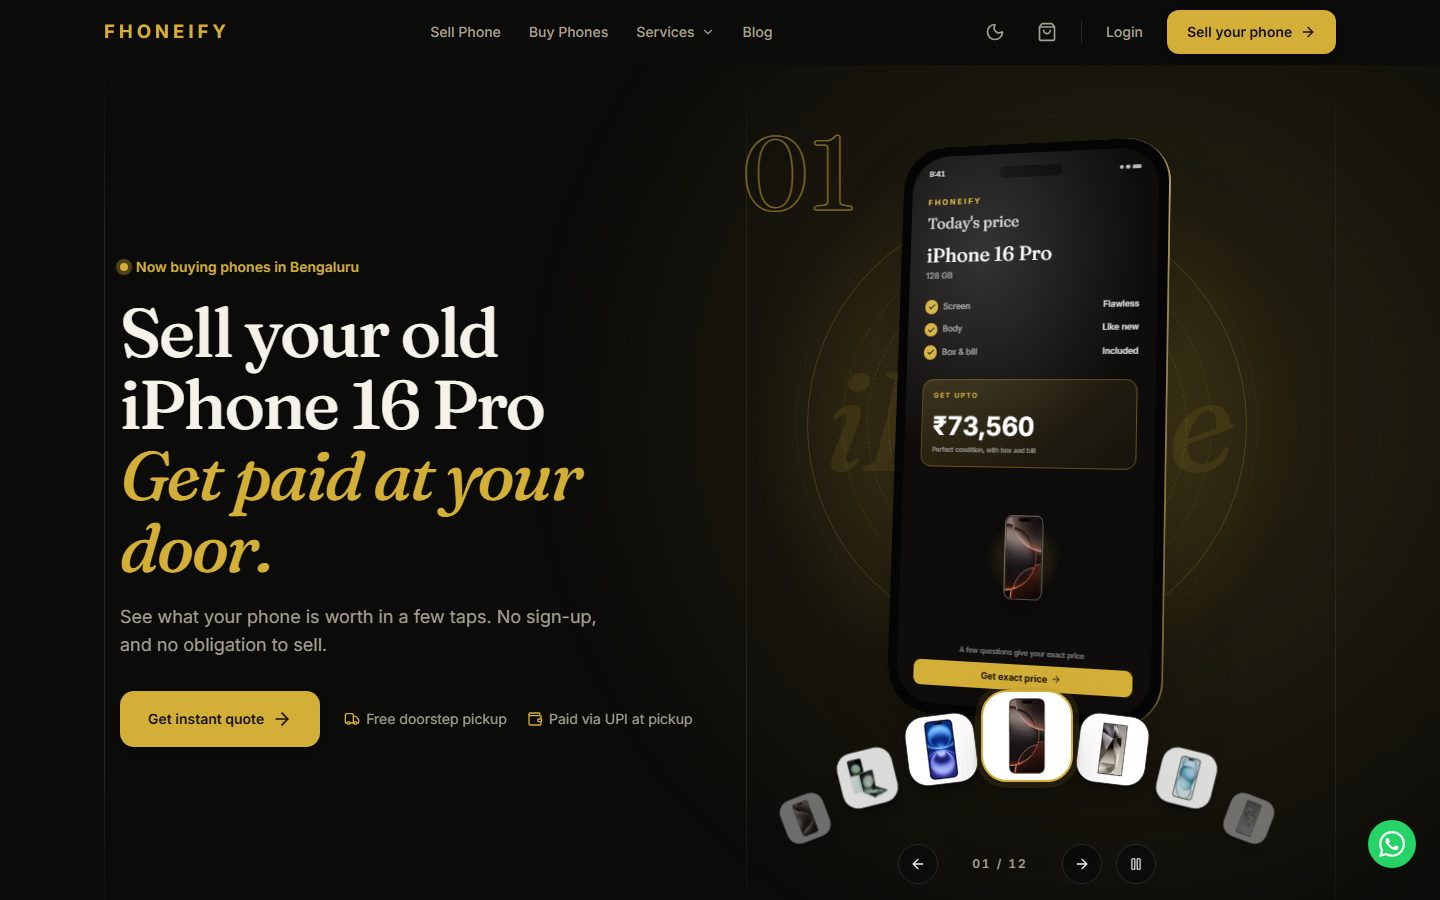 FHONEIFY
Sell Phone
Buy Phones
Services
Blog
Login
Sell your phone →
01
Now buying phones in Bengaluru
Sell your old
iPhone 16 Pro
Get paid at your
door.
See what your phone is worth in a few taps. No sign-up,
and no obligation to sell.
Get instant quote →
Free doorstep pickup
Paid via UPI at pickup
9:41
FHONEIFY
Today's price
iPhone 16 Pro
128 GB
Screen Flawless
Body Like new
Box & bill Included
GET UPTO
₹73,560
Perfect condition, with box and bill
A few questions give your exact price
Get exact price →
01 / 12